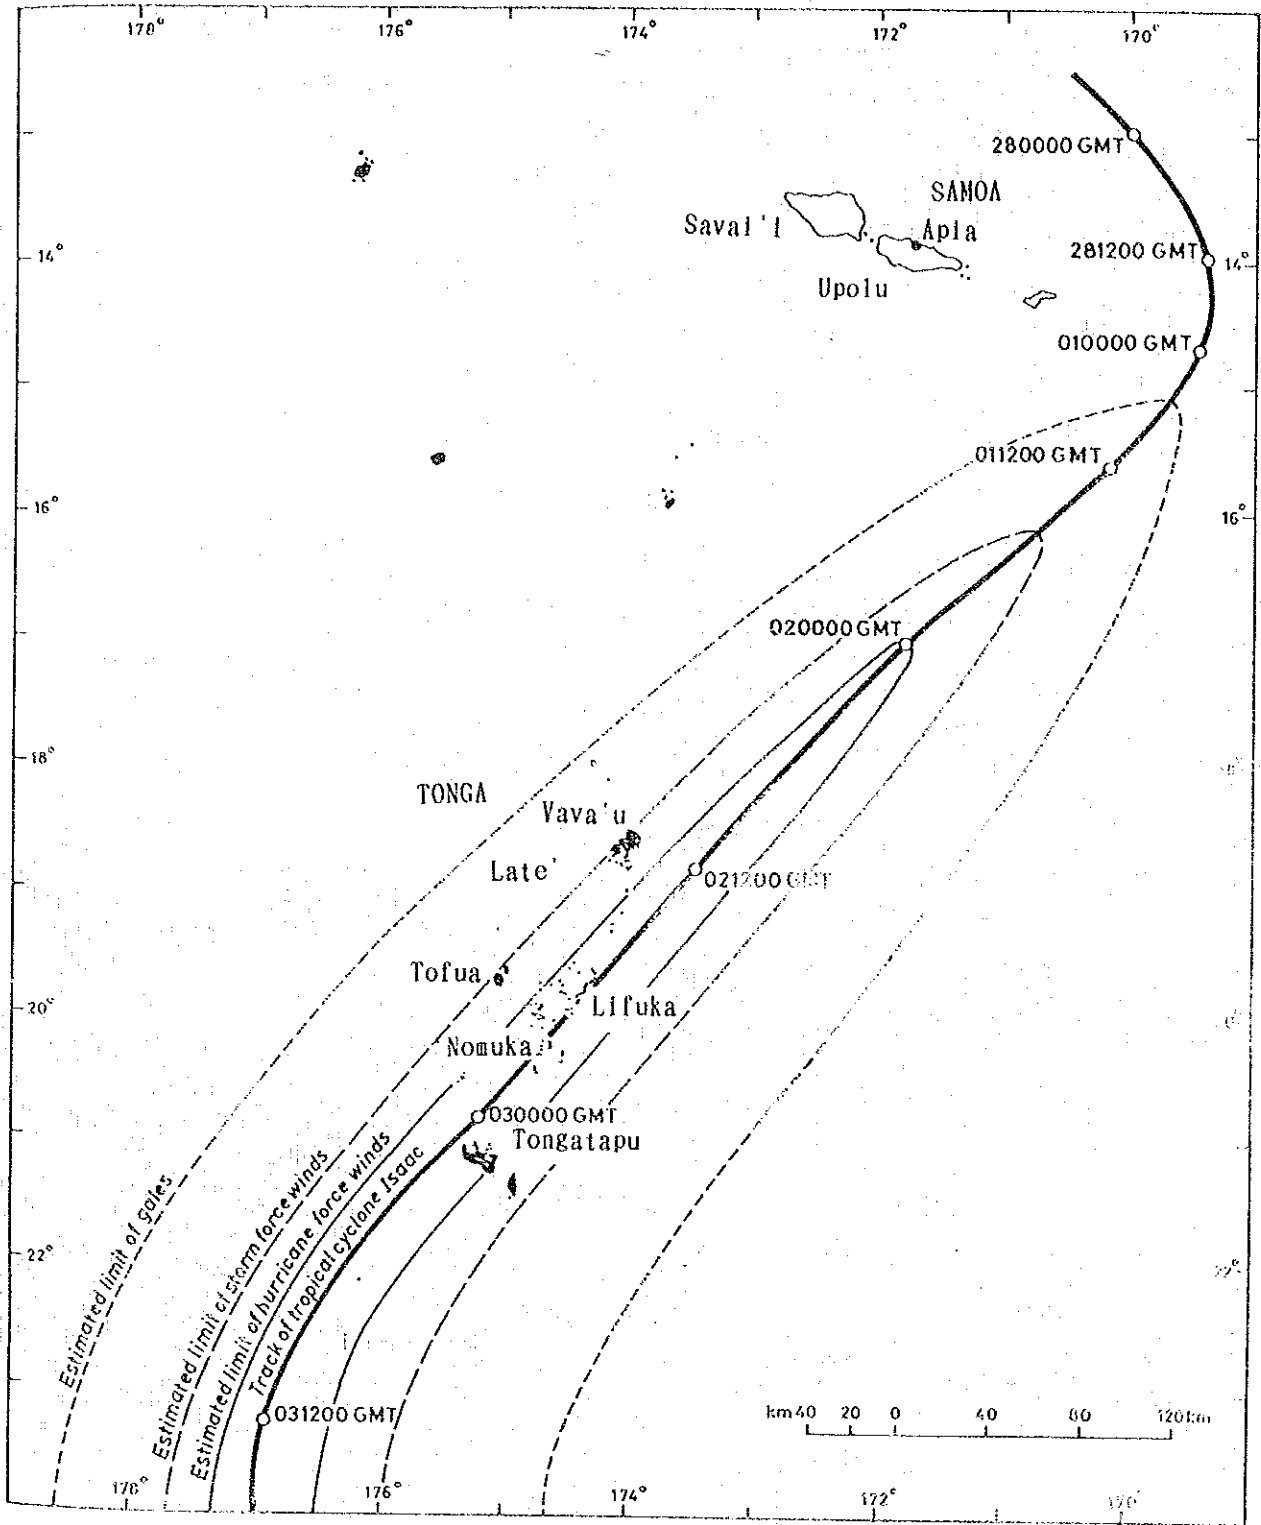 178° 176° 174° 172° 170°
280000 GMT
SAMOA
Savai'i
Apia
281200 GMT
14° 14°
Upolu
010000 GMT
011200 GMT
16° 16°
020000 GMT
18°
TONGA
Vava'u
Late'
021200 GMT
Tofua
20°
Lifuka
Nomuka
030000 GMT
Tongatapu
Estimated limit of gales
Estimated limit of storm force winds
Estimated limit of hurricane force winds
Track of tropical cyclone Isaac
22° 22°
031200 GMT
km 40 20 0 40 80 120 km
178° 176° 174° 172° 170°